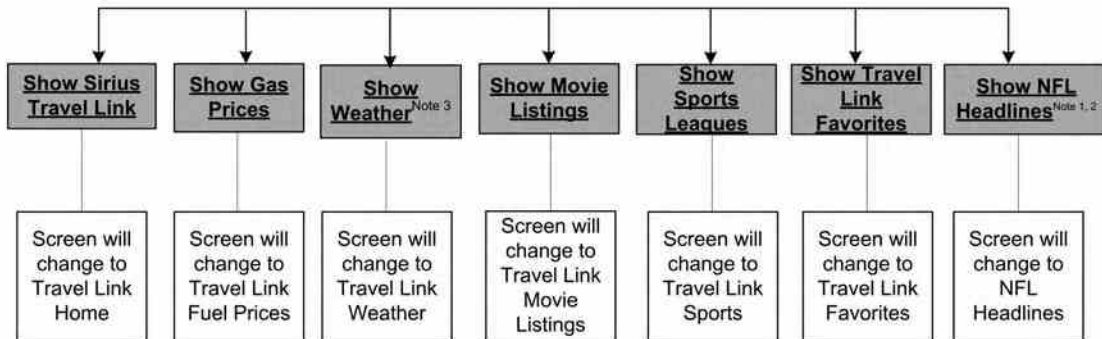 Show Sirius
Travel Link
Show Gas
Prices
Show
Weather Note 3
Show Movie
Listings
Show
Sports
Leagues
Show Travel
Link
Favorites
Show NFL
Headlines Note 1, 2
Screen will
change to
Travel Link
Home
Screen will
change to
Travel Link
Fuel Prices
Screen will
change to
Travel Link
Weather
Screen will
change to
Travel Link
Movie
Listings
Screen will
change to
Travel Link
Sports
Screen will
change to
Travel Link
Favorites
Screen will
change to
NFL
Headlines